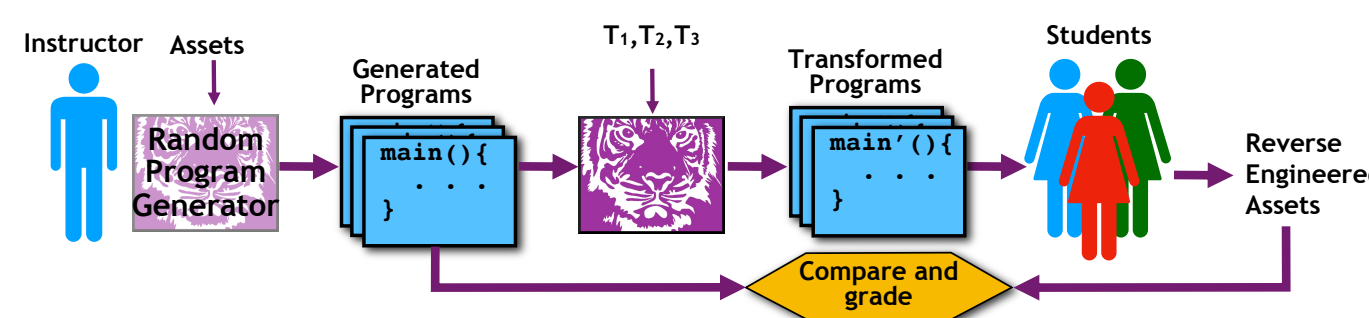 Instructor
Assets
Random
Program
Generator
Generated
Programs
main(){
. . .
}
T₁,T₂,T₃
Transformed
Programs
main’(){
. . .
}
Students
Reverse
Engineered
Assets
Compare and
grade